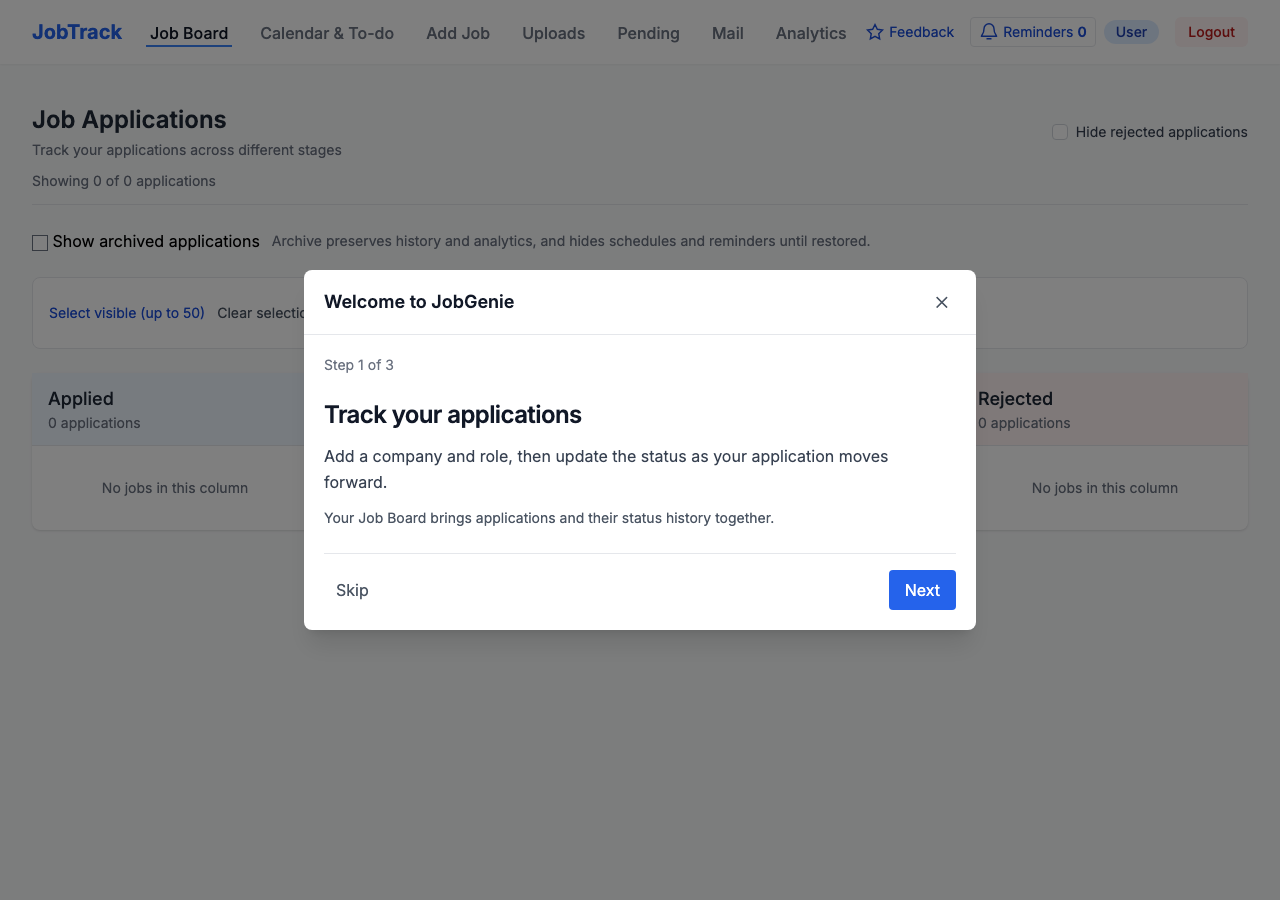 JobTrack Job Board Calendar & To-do Add Job Uploads Pending Mail Analytics Feedback Reminders 0 User Logout
Job Applications
Track your applications across different stages
Hide rejected applications
Showing 0 of 0 applications
Show archived applications Archive preserves history and analytics, and hides schedules and reminders until restored.
Select visible (up to 50) Clear selectio
Applied
0 applications
No jobs in this column
Welcome to JobGenie
Step 1 of 3
Track your applications
Add a company and role, then update the status as your application moves
forward.
Your Job Board brings applications and their status history together.
Skip Next
Rejected
0 applications
No jobs in this column